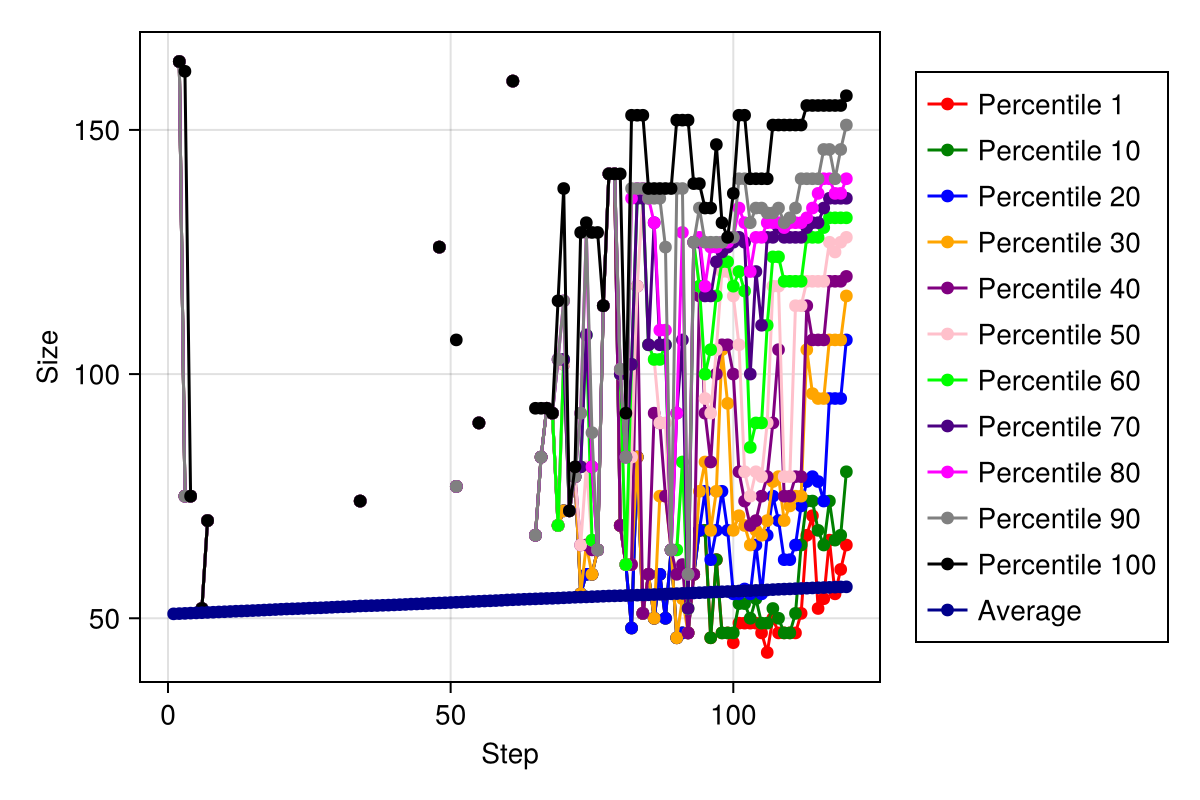 150
100
50
Size
0
50
100
Step
Percentile 1
Percentile 10
Percentile 20
Percentile 30
Percentile 40
Percentile 50
Percentile 60
Percentile 70
Percentile 80
Percentile 90
Percentile 100
Average